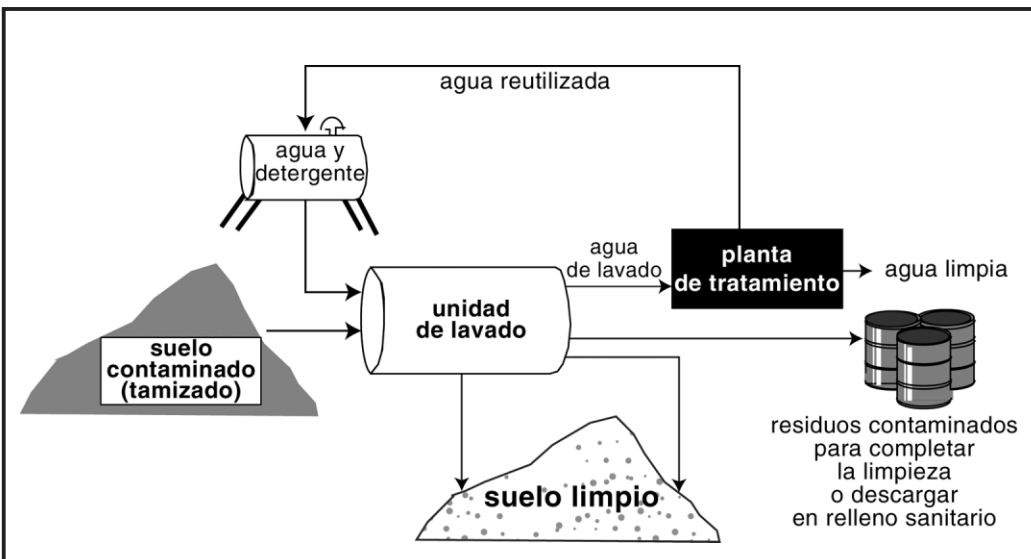 agua reutilizada
agua y
detergente
agua
de lavado
planta
de tratamiento
agua limpia
unidad
de lavado
suelo
contaminado
(tamizado)
suelo limpio
residuos contaminados
para completar
la limpieza
o descargar
en relleno sanitario